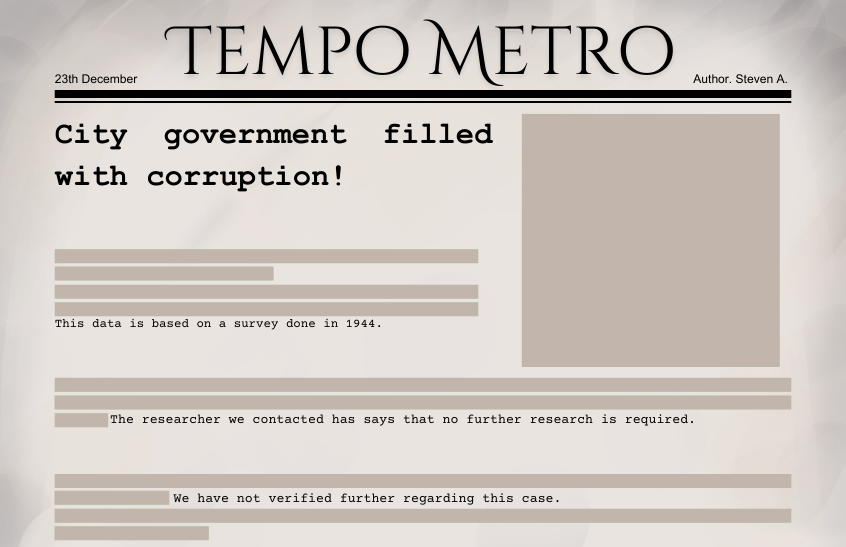 TEMPO METRO
23th December
Author. Steven A.
City government filled
with corruption!
This data is based on a survey done in 1944.
The researcher we contacted has says that no further research is required.
We have not verified further regarding this case.